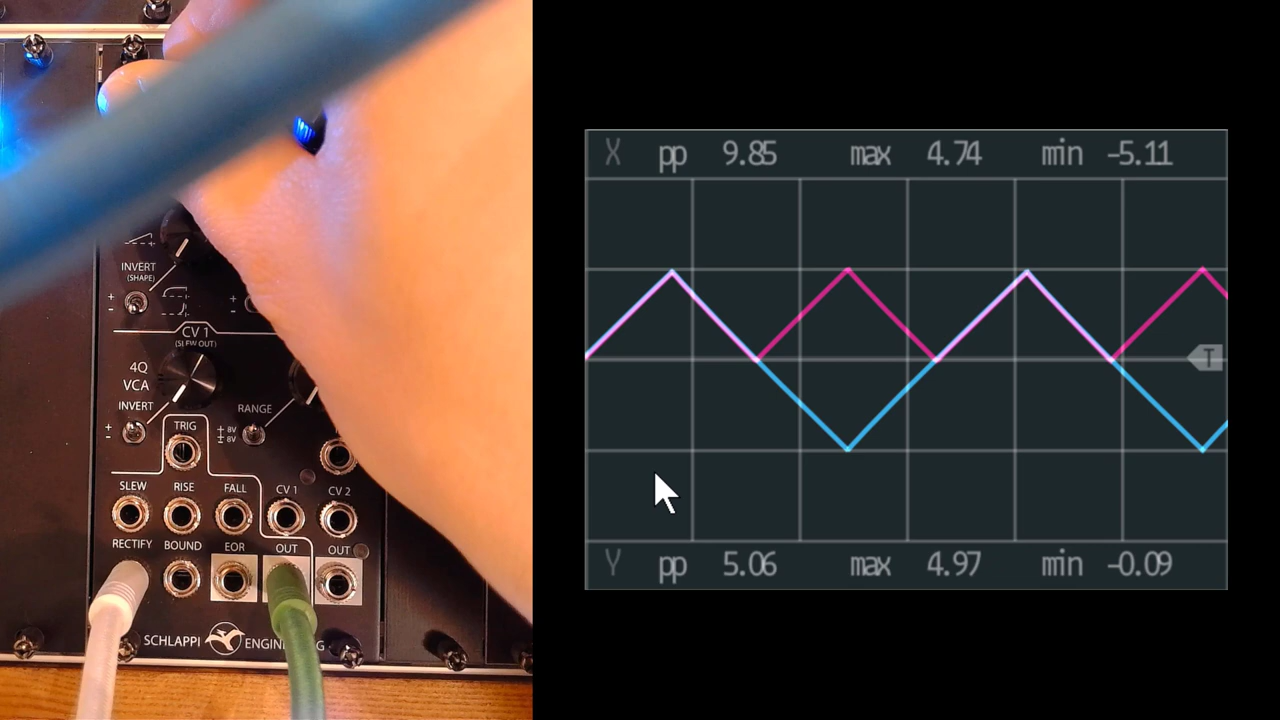 INVERT
(SHAPE)
+
-
+
-
CV 1
(SLEW OUT)
4Q
VCA
INVERT
+
-
RANGE
± 8V
+ 8V
TRIG
SLEW RISE FALL CV 1 CV 2
RECTIFY BOUND EOR OUT OUT
SCHLAPPI ENGINEERING
X pp 9.85 max 4.74 min -5.11
T
Y pp 5.06 max 4.97 min -0.09